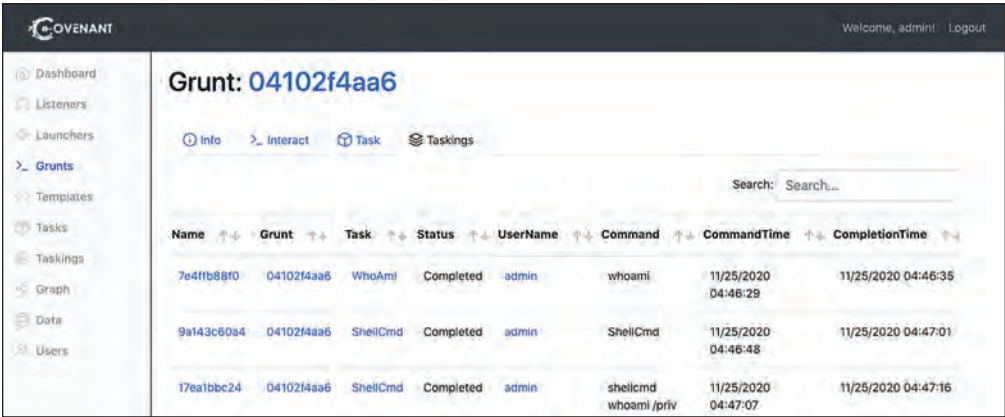 COVENANT
Welcome, admin! Logout
Dashboard
Listeners
Launchers
Grunts
Templates
Tasks
Taskings
Graph
Data
Users
Grunt: 04102f4aa6
Info >_ Interact Task Taskings
Search: Search...
Name Grunt Task Status UserName Command CommandTime CompletionTime
7e4ffb88f0 04102f4aa6 WhoAmI Completed admin whoami 11/25/2020 04:46:29 11/25/2020 04:46:35
9a143c60a4 04102f4aa6 ShellCmd Completed admin ShellCmd 11/25/2020 04:46:48 11/25/2020 04:47:01
17ea1bbc24 04102f4aa6 ShellCmd Completed admin shellcmd whoami /priv 11/25/2020 04:47:07 11/25/2020 04:47:16